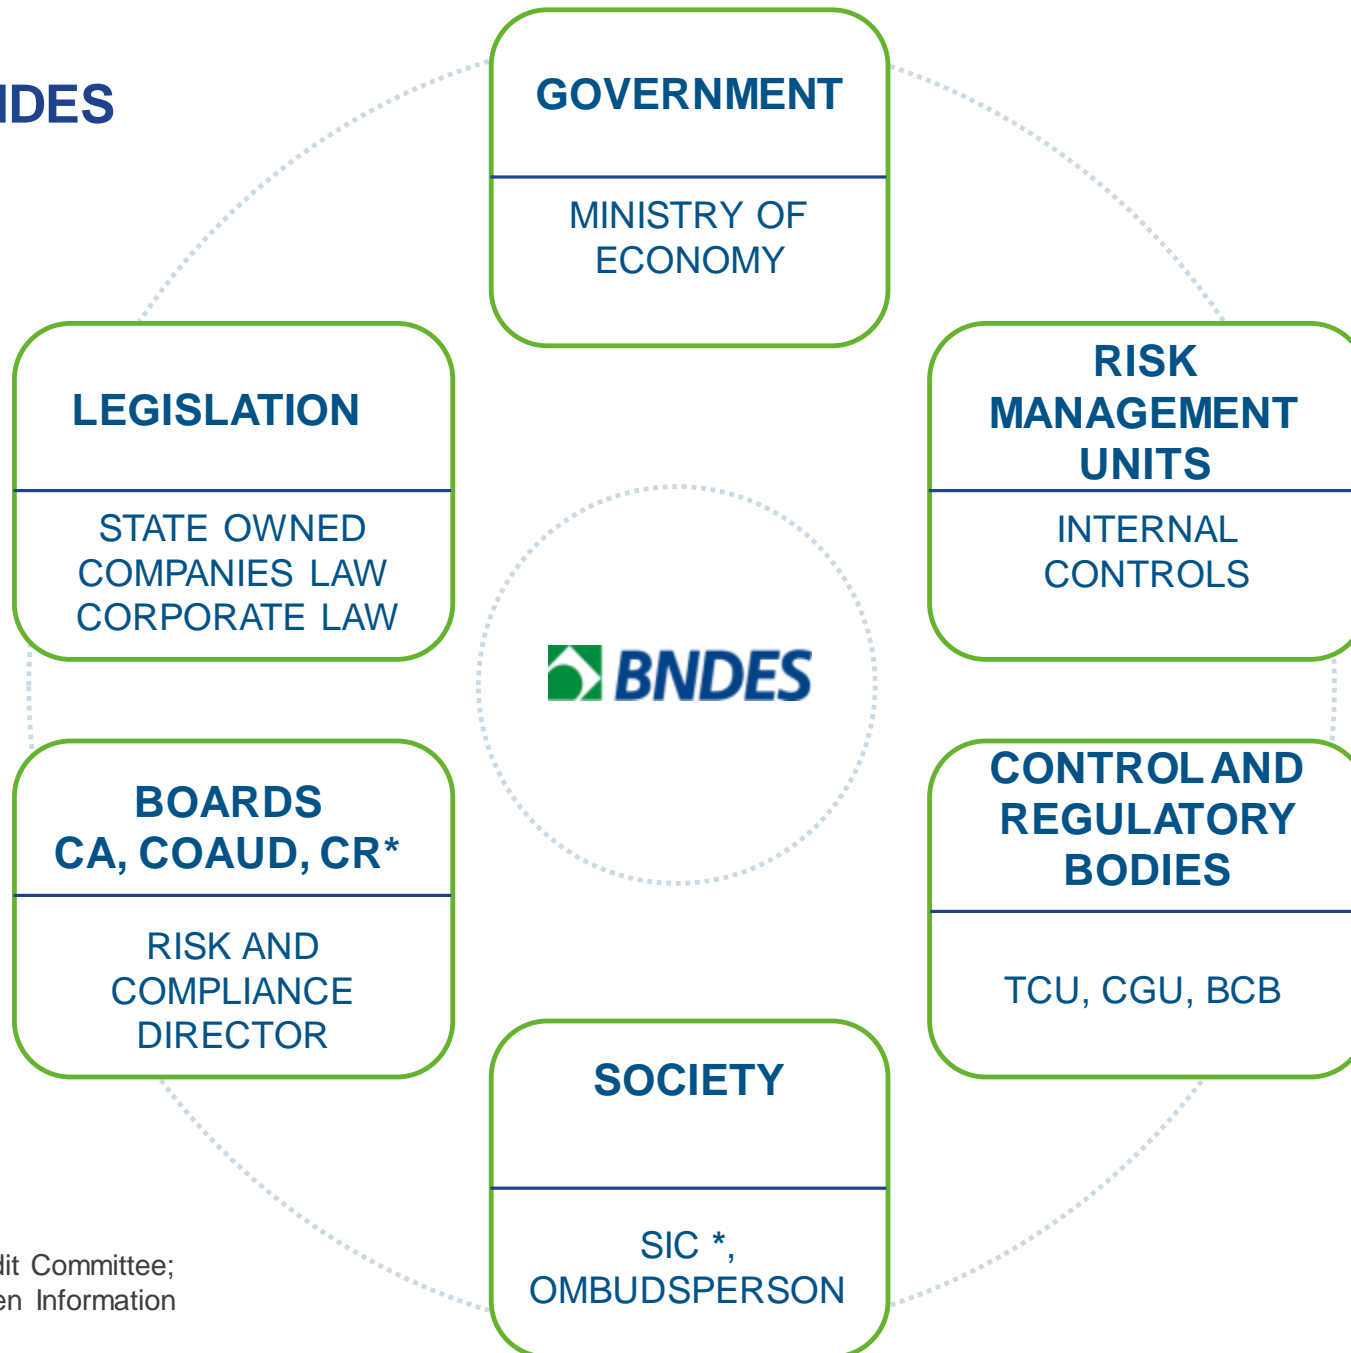 NDES
GOVERNMENT
MINISTRY OF
ECONOMY
LEGISLATION
STATE OWNED
COMPANIES LAW
CORPORATE LAW
RISK
MANAGEMENT
UNITS
INTERNAL
CONTROLS
BNDES
BOARDS
CA, COAUD, CR*
RISK AND
COMPLIANCE
DIRECTOR
CONTROL AND
REGULATORY
BODIES
TCU, CGU, BCB
SOCIETY
SIC *,
OMBUDSPERSON
dit Committee;
en Information